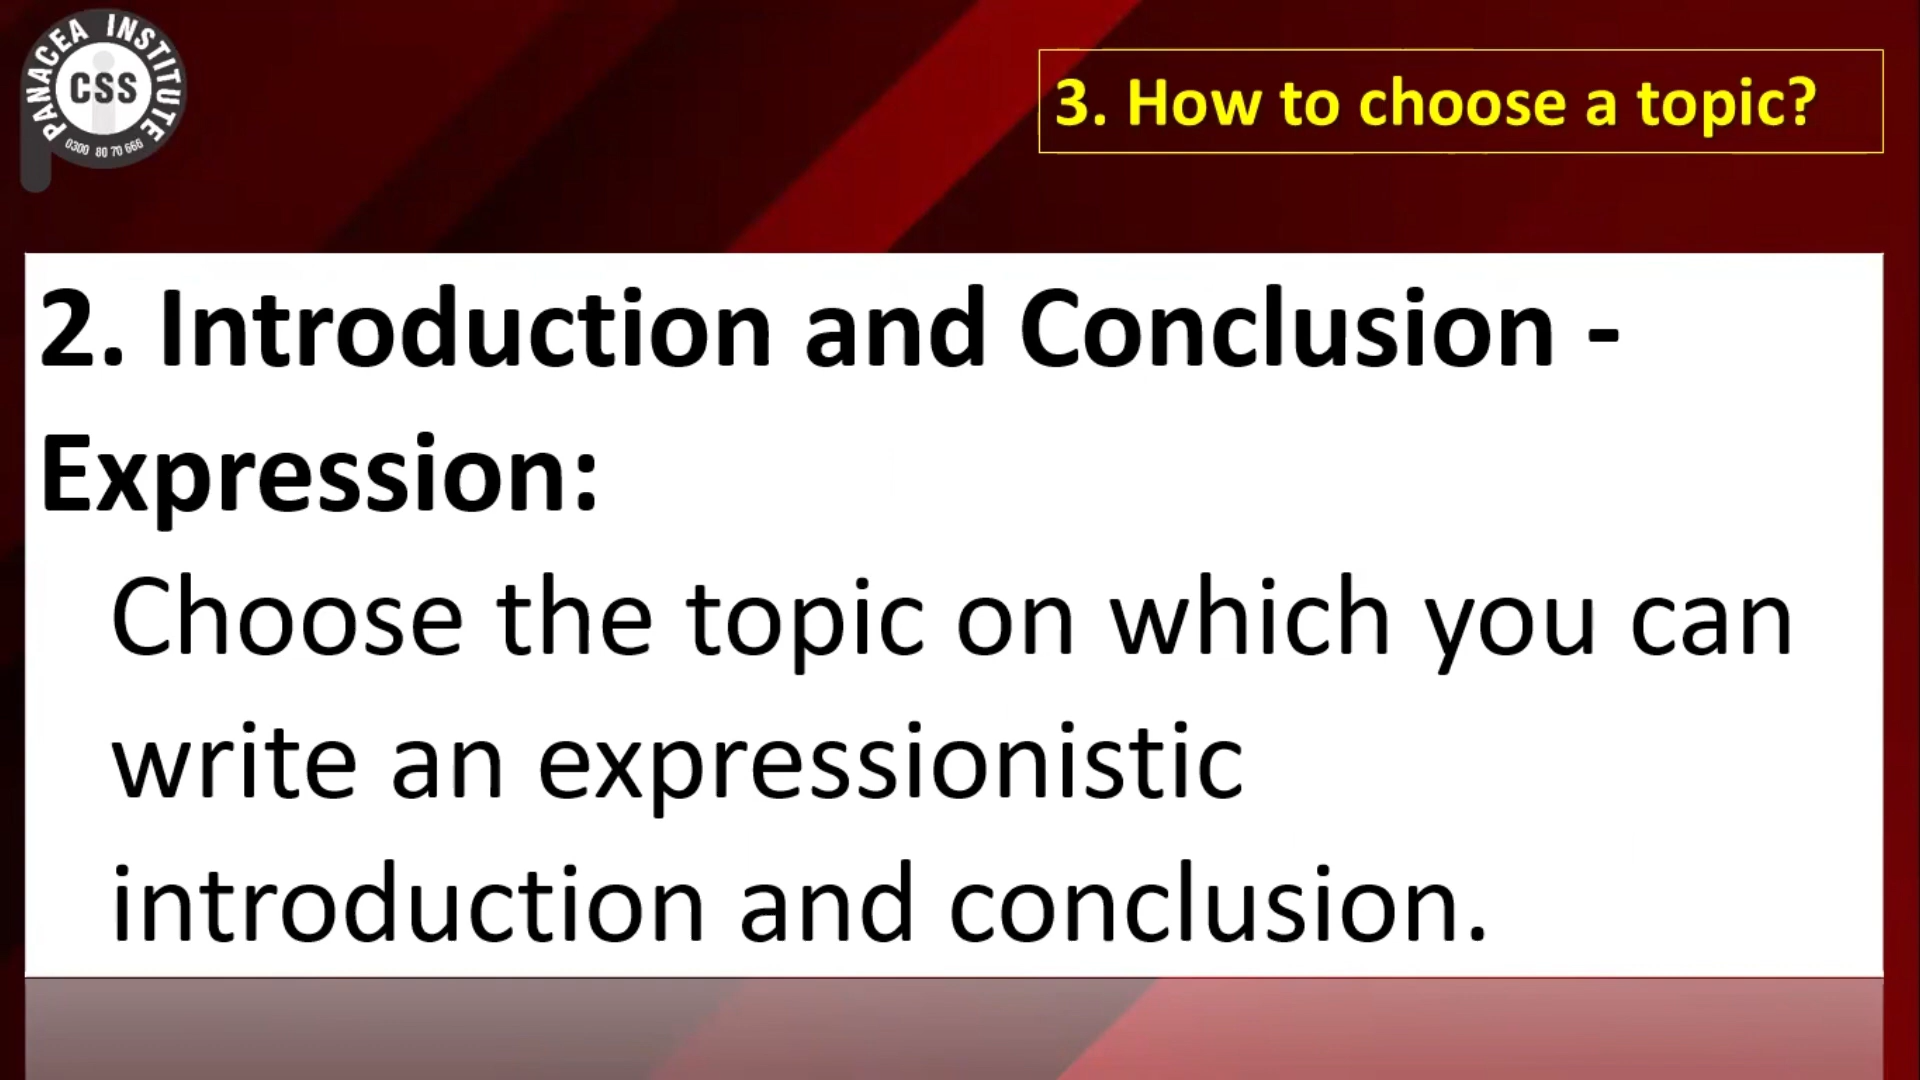 PANACEA INSTITUTE
CSS
0300 80 70 666
3. How to choose a topic?
2. Introduction and Conclusion -
Expression:
Choose the topic on which you can
write an expressionistic
introduction and conclusion.